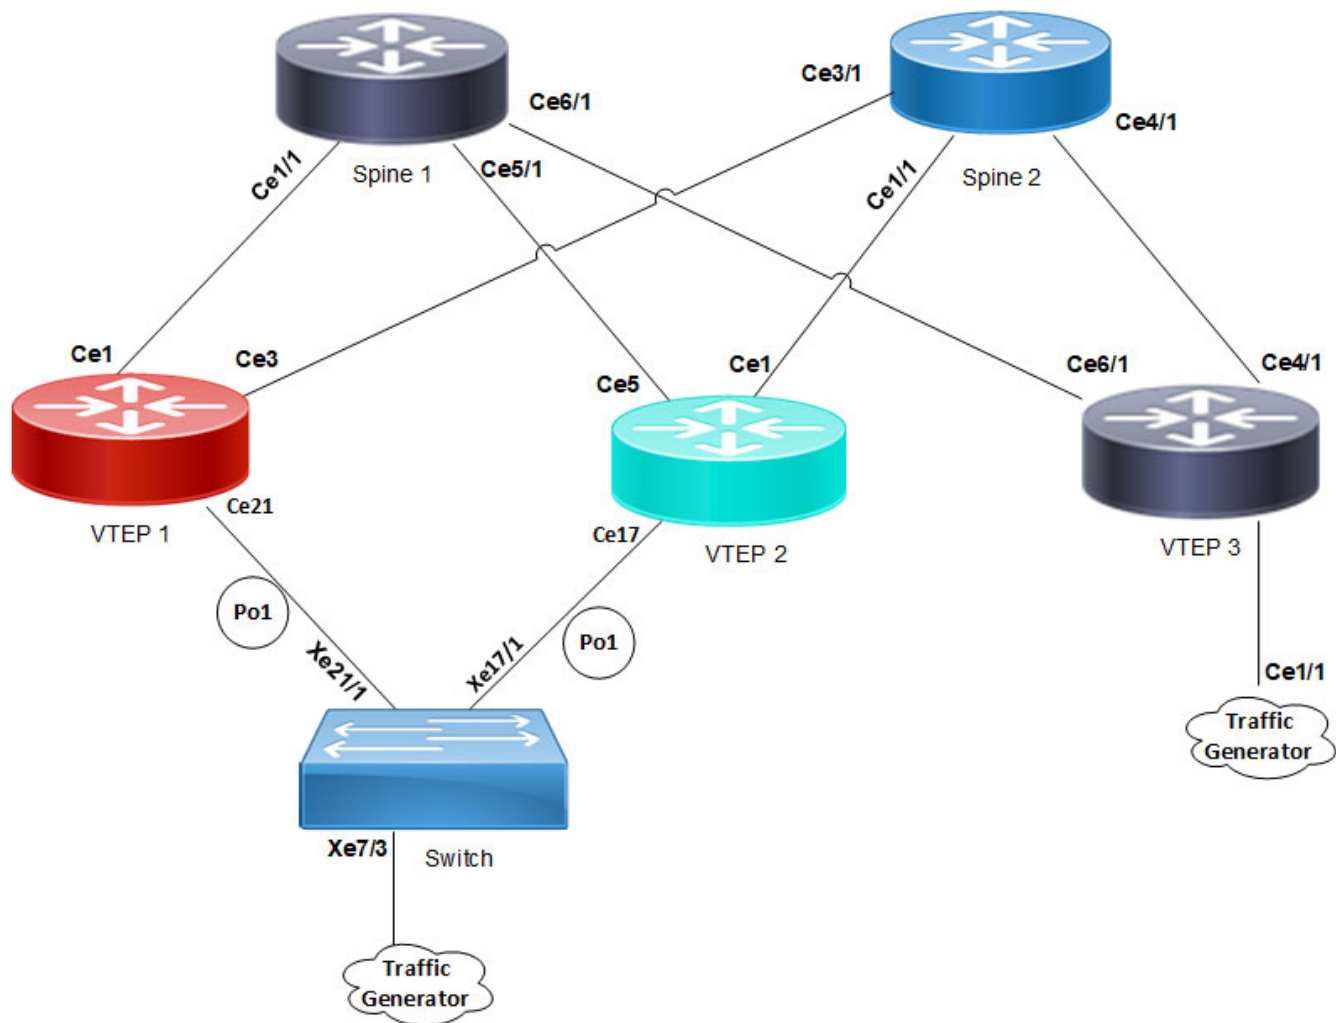 Ce3/1
Ce6/1
Ce4/1
Ce1/1
Spine 1
Ce5/1
Ce1/1
Spine 2
Ce1
Ce3
Ce5
Ce1
Ce6/1
Ce4/1
Ce21
VTEP 1
Ce17
VTEP 2
VTEP 3
Po1
Po1
Xe21/1
Xe17/1
Ce1/1
Traffic
Generator
Xe7/3
Switch
Traffic
Generator